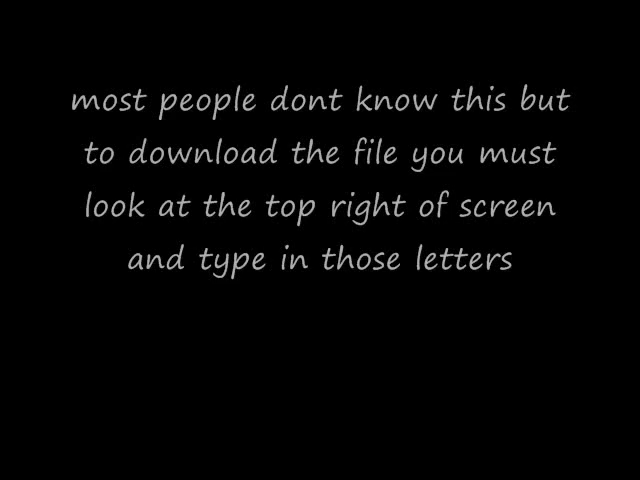 most people dont know this but
to download the file you must
look at the top right of screen
and type in those letters